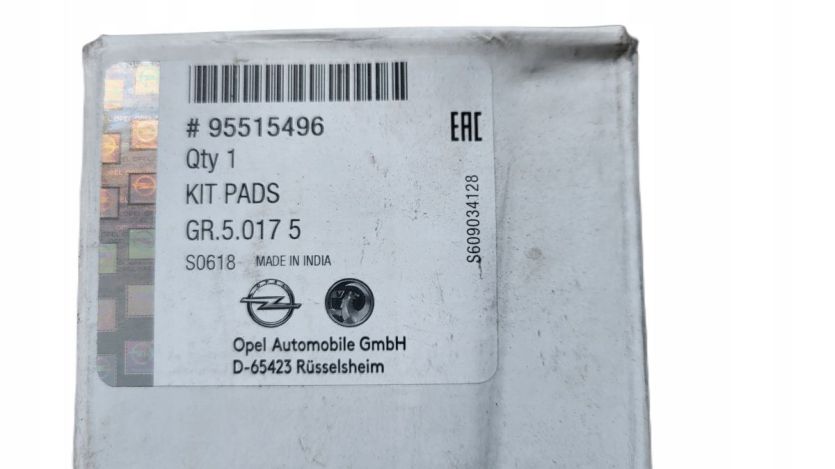 # 95515496
EAC
Qty 1
KIT PADS
GR.5.017 5
S0618 MADE IN INDIA
S609034128
OPEL
Opel Automobile GmbH
D-65423 Rüsselsheim